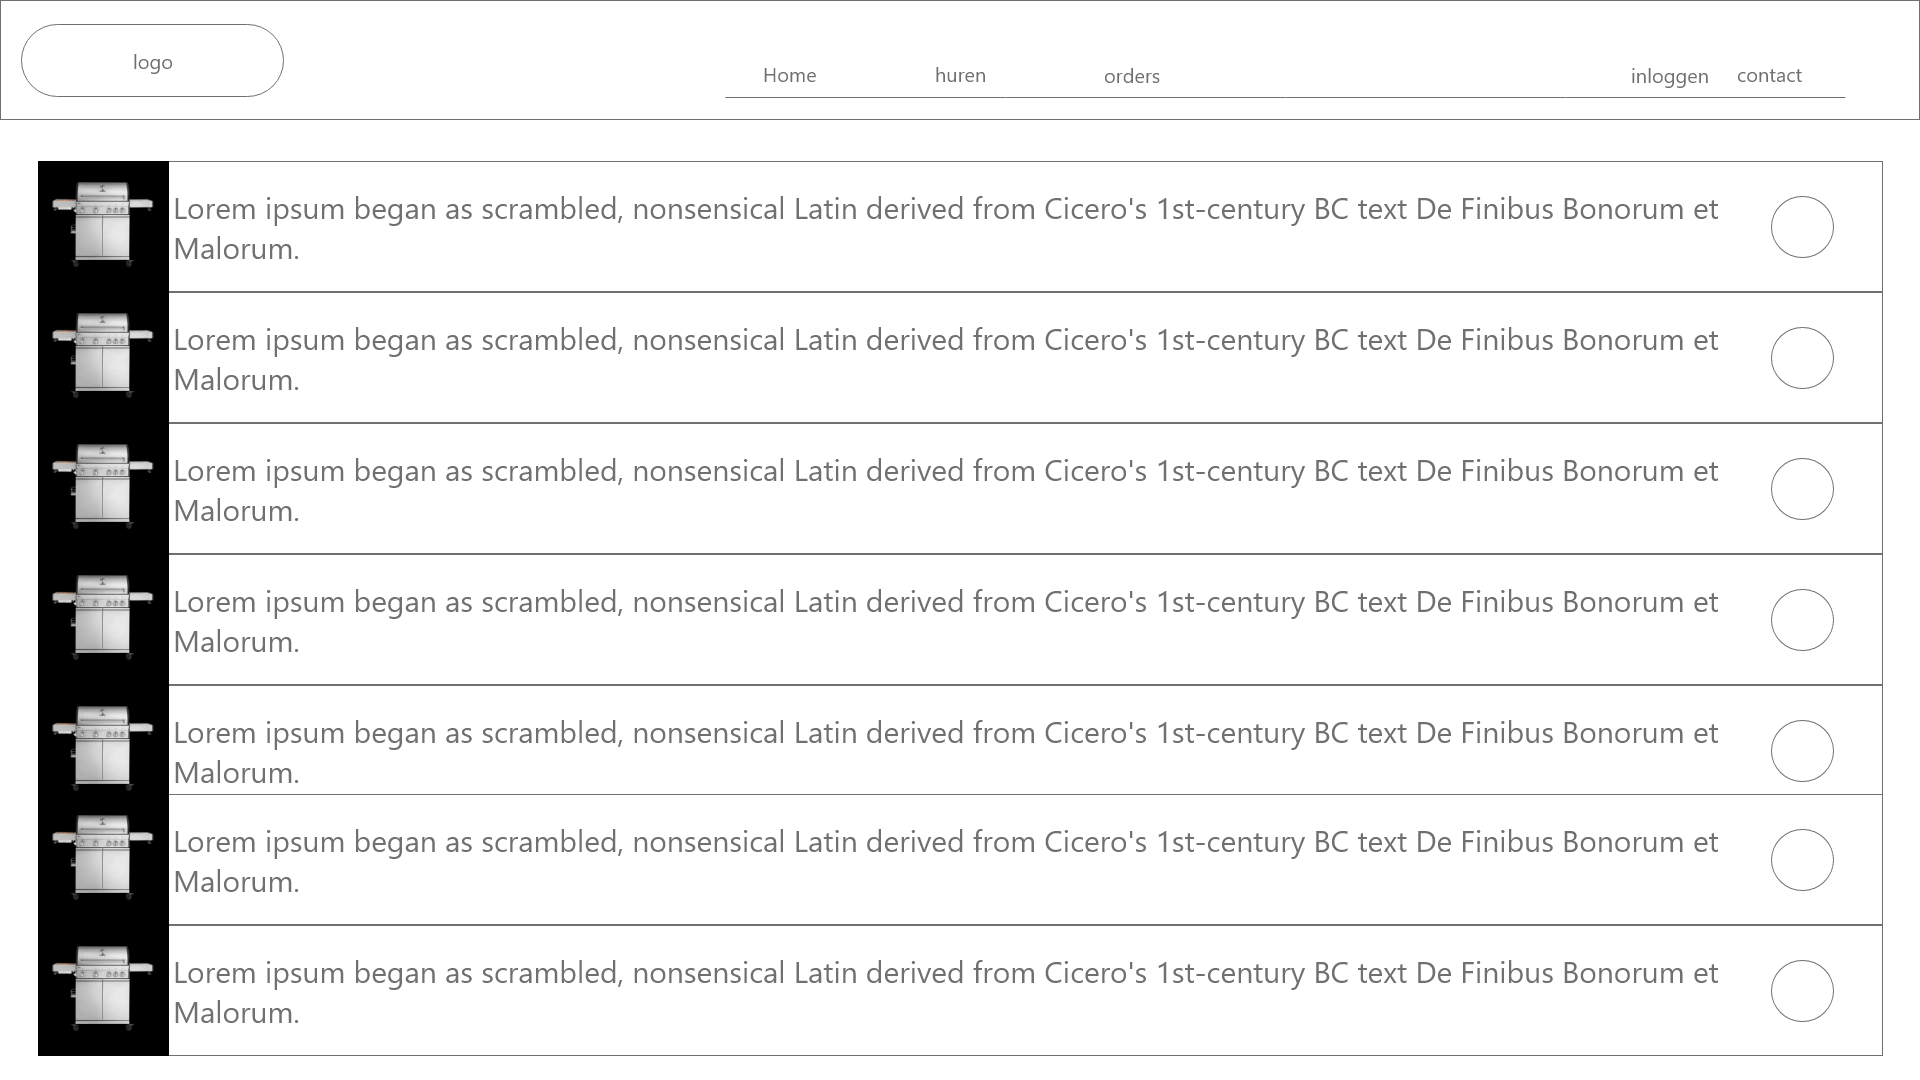 logo
Home huren orders inloggen contact
Lorem ipsum began as scrambled, nonsensical Latin derived from Cicero's 1st-century BC text De Finibus Bonorum et
Malorum.
Lorem ipsum began as scrambled, nonsensical Latin derived from Cicero's 1st-century BC text De Finibus Bonorum et
Malorum.
Lorem ipsum began as scrambled, nonsensical Latin derived from Cicero's 1st-century BC text De Finibus Bonorum et
Malorum.
Lorem ipsum began as scrambled, nonsensical Latin derived from Cicero's 1st-century BC text De Finibus Bonorum et
Malorum.
Lorem ipsum began as scrambled, nonsensical Latin derived from Cicero's 1st-century BC text De Finibus Bonorum et
Malorum.
Lorem ipsum began as scrambled, nonsensical Latin derived from Cicero's 1st-century BC text De Finibus Bonorum et
Malorum.
Lorem ipsum began as scrambled, nonsensical Latin derived from Cicero's 1st-century BC text De Finibus Bonorum et
Malorum.